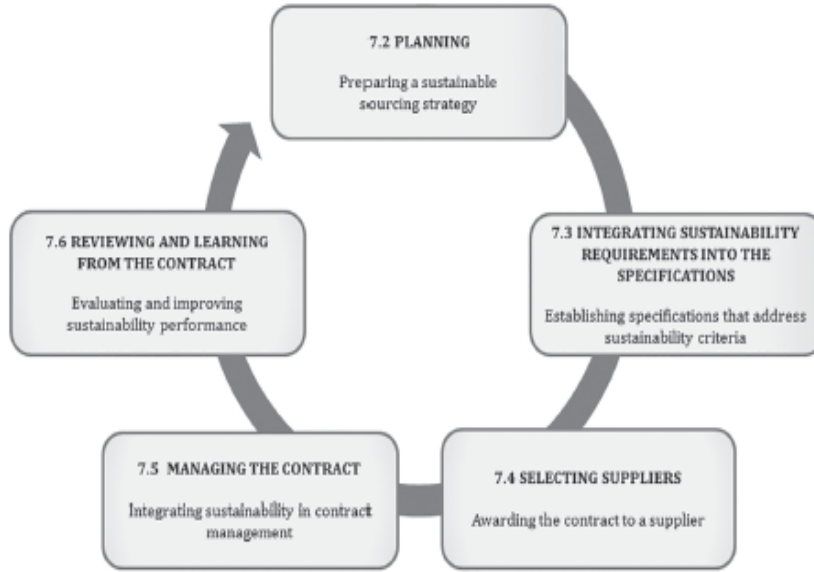 7.2 PLANNING
Preparing a sustainable
sourcing strategy
7.3 INTEGRATING SUSTAINABILITY
REQUIREMENTS INTO THE
SPECIFICATIONS
Establishing specifications that address
sustainability criteria
7.4 SELECTING SUPPLIERS
Awarding the contract to a supplier
7.5 MANAGING THE CONTRACT
Integrating sustainability in contract
management
7.6 REVIEWING AND LEARNING
FROM THE CONTRACT
Evaluating and improving
sustainability performance